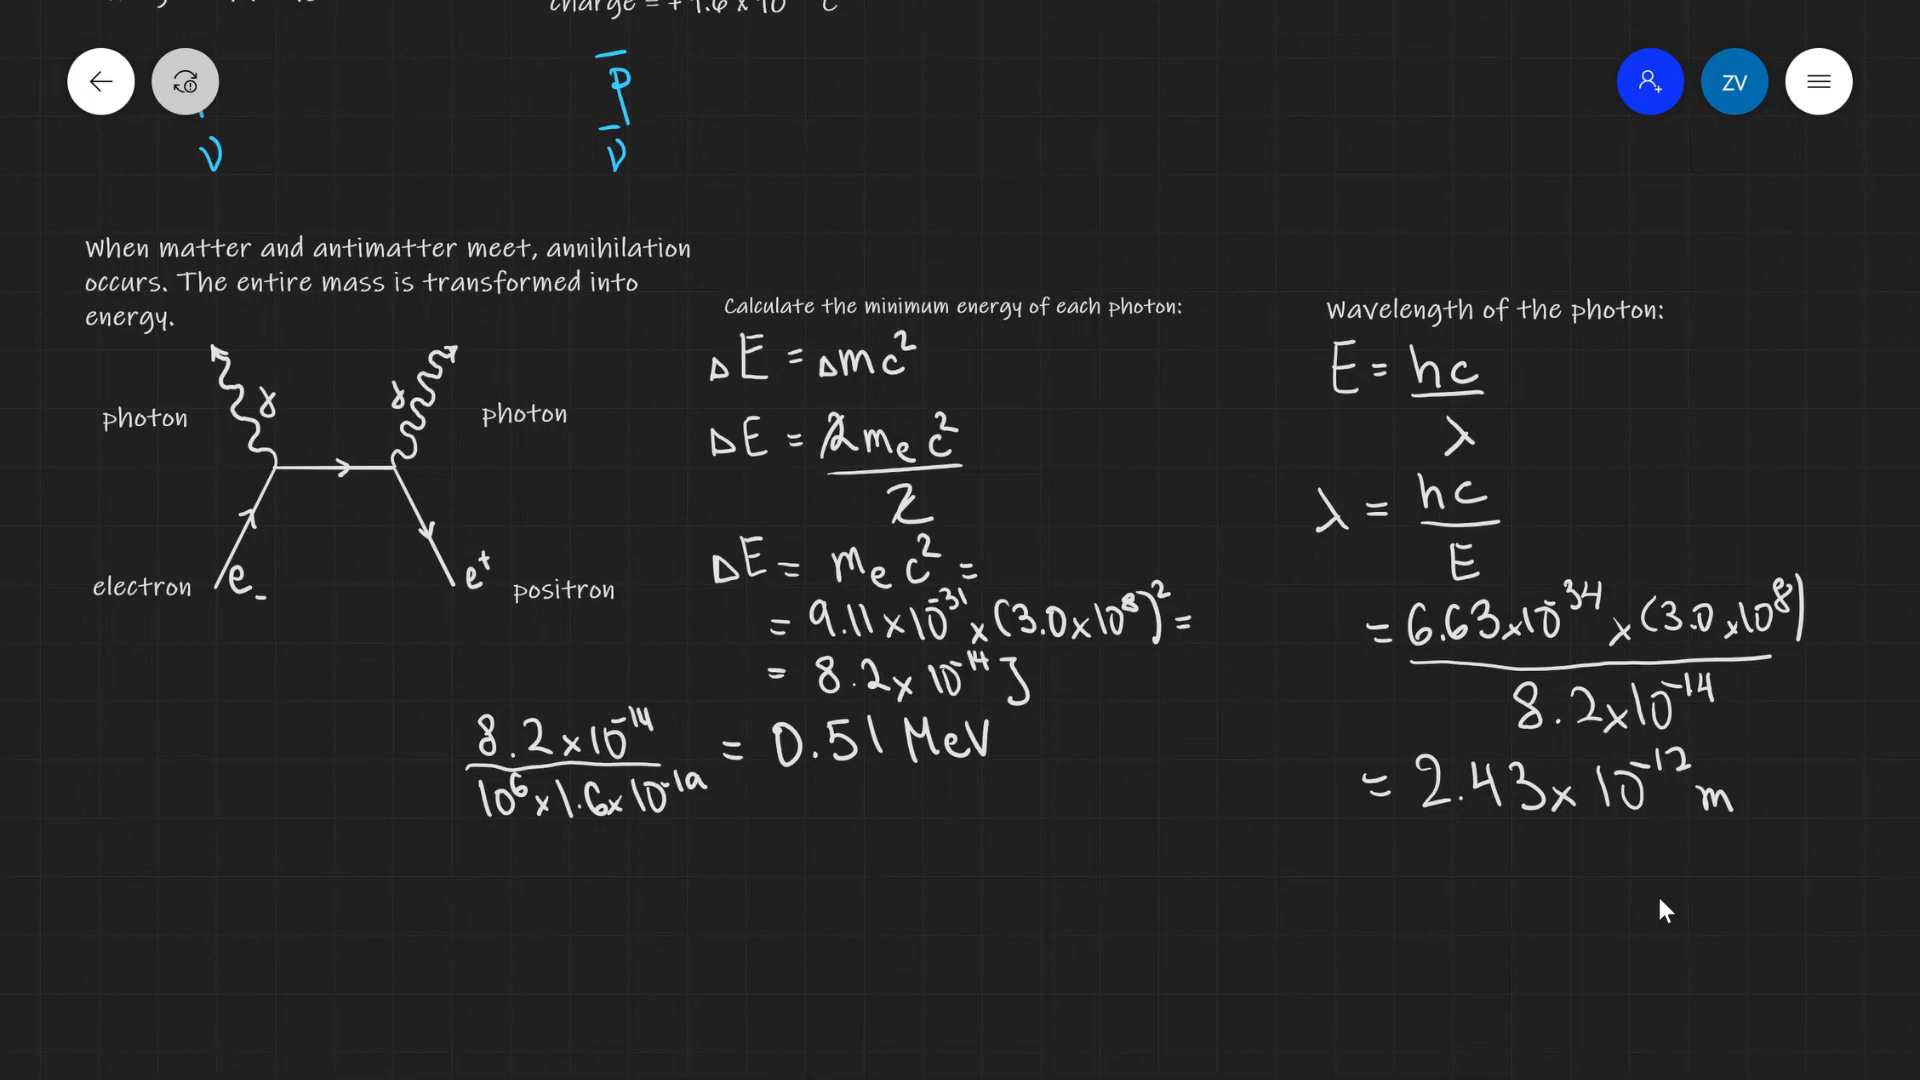 charge = + 1.6 x 10 C
p̅
ν
ν̅
ZV
When matter and antimatter meet, annihilation
occurs. The entire mass is transformed into
energy.
Calculate the minimum energy of each photon:
Wavelength of the photon:
ΔE = Δmc²
E = hc
λ
photon
γ
γ
photon
ΔE = 2mₑc²
2
λ = hc
E
electron
e-
e⁺
positron
ΔE = mₑc² =
= 9.11 x 10⁻³¹ x (3.0 x 10⁸)² =
= 8.2 x 10⁻¹⁴ J
= 6.63 x 10⁻³⁴ x (3.0 x 10⁸)
8.2 x 10⁻¹⁴
8.2 x 10⁻¹⁴ = 0.51 MeV
10⁶ x 1.6 x 10⁻¹⁹
= 2.43 x 10⁻¹² m